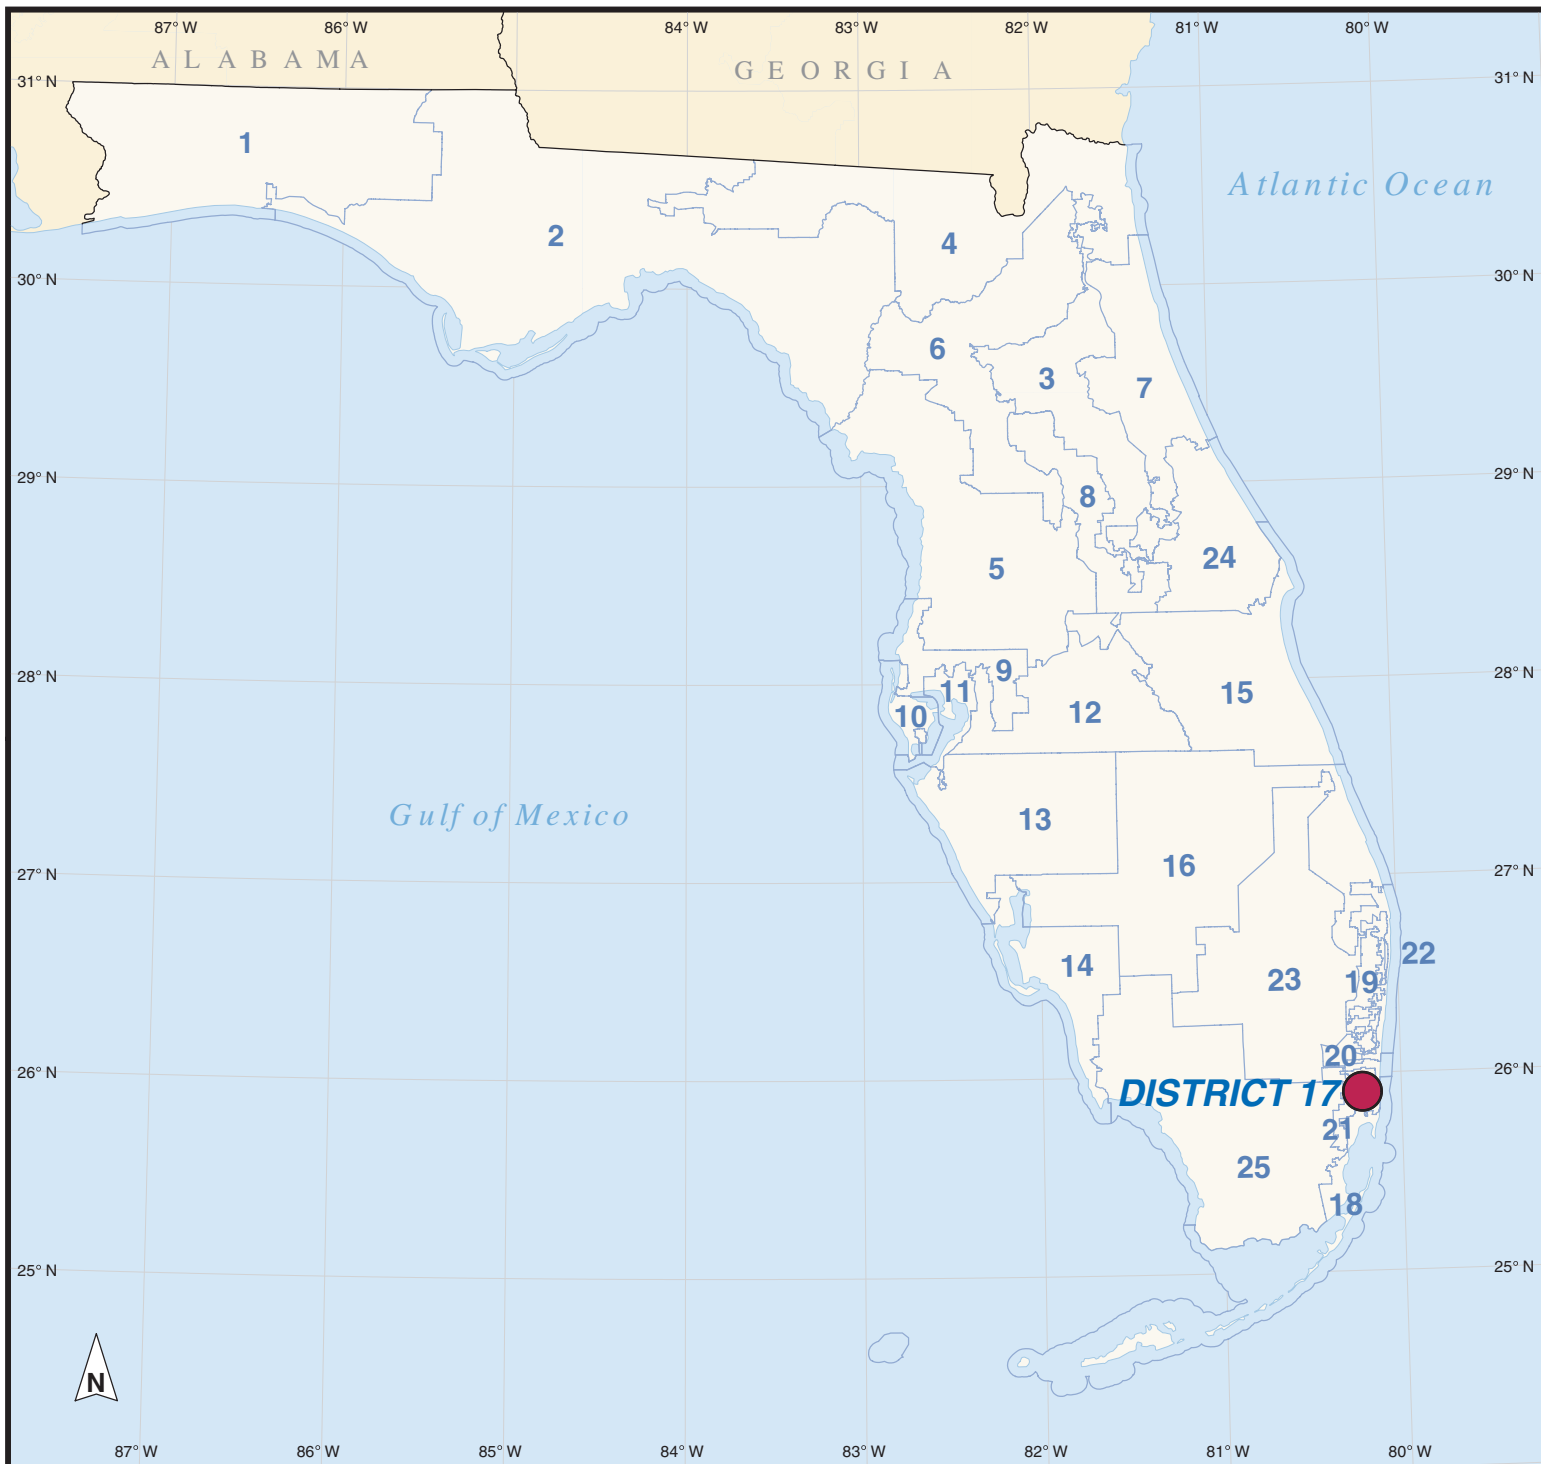 87° W 86° W 84° W 83° W 82° W 81° W 80° W
ALABAMA
GEORGIA
31° N 31° N
1
Atlantic Ocean
2
4
30° N 30° N
6
3
7
29° N 29° N
8
24
5
28° N 28° N
9
11
15
10
12
Gulf of Mexico
13
16
27° N 27° N
22
14
23
19
20
26° N 26° N
DISTRICT 17
21
25
18
25° N 25° N
N
87° W 86° W 85° W 84° W 83° W 82° W 81° W 80° W